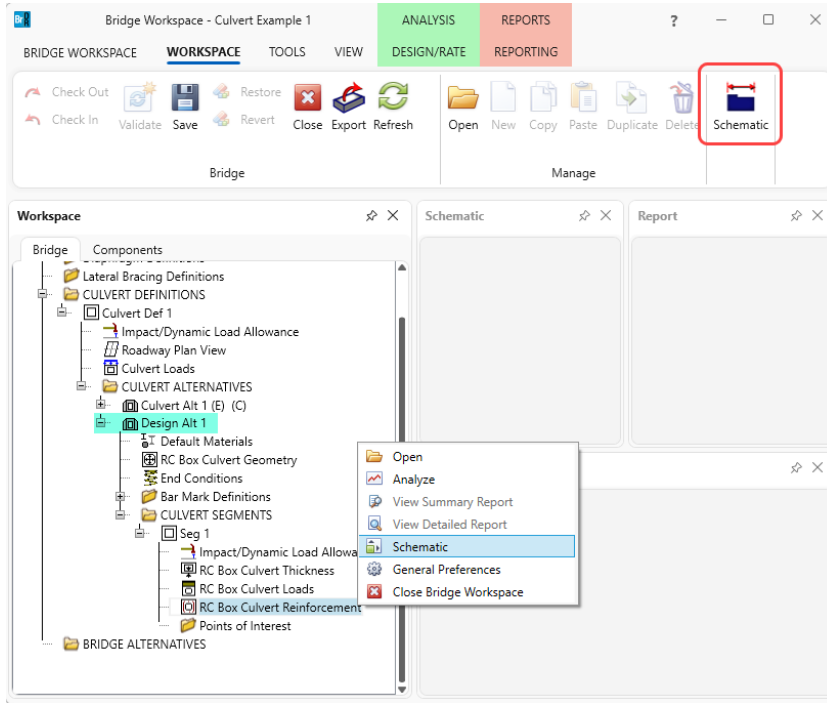 Br Bridge Workspace - Culvert Example 1 ANALYSIS REPORTS ?
BRIDGE WORKSPACE WORKSPACE TOOLS VIEW DESIGN/RATE REPORTING
Check Out Restore
Check In Validate Save Revert Close Export Refresh Open New Copy Paste Duplicate Delete Schematic
Bridge Manage
Workspace Schematic Report
Bridge Components
Lateral Bracing Definitions
CULVERT DEFINITIONS
Culvert Def 1
Impact/Dynamic Load Allowance
Roadway Plan View
Culvert Loads
CULVERT ALTERNATIVES
Culvert Alt 1 (E) (C)
Design Alt 1
Default Materials
RC Box Culvert Geometry
End Conditions
Bar Mark Definitions
CULVERT SEGMENTS
Seg 1
Impact/Dynamic Load Allowa
RC Box Culvert Thickness
RC Box Culvert Loads
RC Box Culvert Reinforcement
Points of Interest
BRIDGE ALTERNATIVES
Open
Analyze
View Summary Report
View Detailed Report
Schematic
General Preferences
Close Bridge Workspace